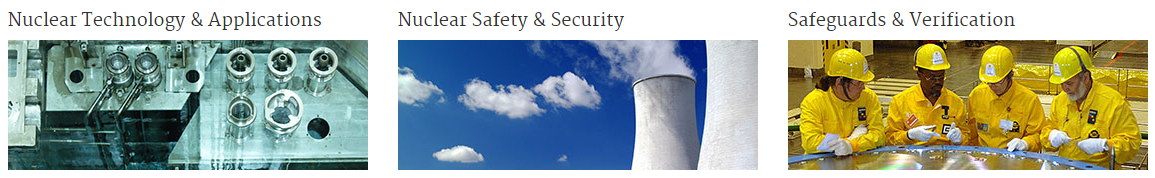 Nuclear Technology & Applications
Nuclear Safety & Security
Safeguards & Verification